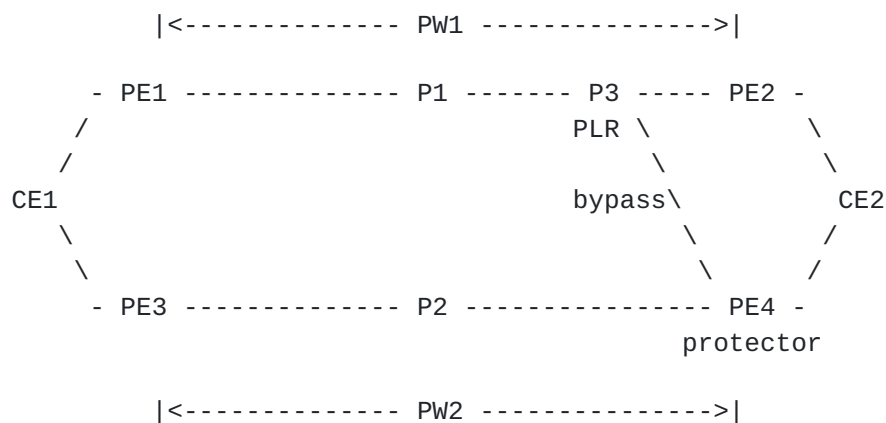 |<------------- PW1 -------------->|
- PE1 -------------- P1 ------- P3 ----- PE2 -
/ PLR \ \
/ \ \
CE1 bypass\ CE2
\ \ /
\ \ /
- PE3 ------------- P2 ---------------- PE4 -
protector
|<------------- PW2 -------------->|